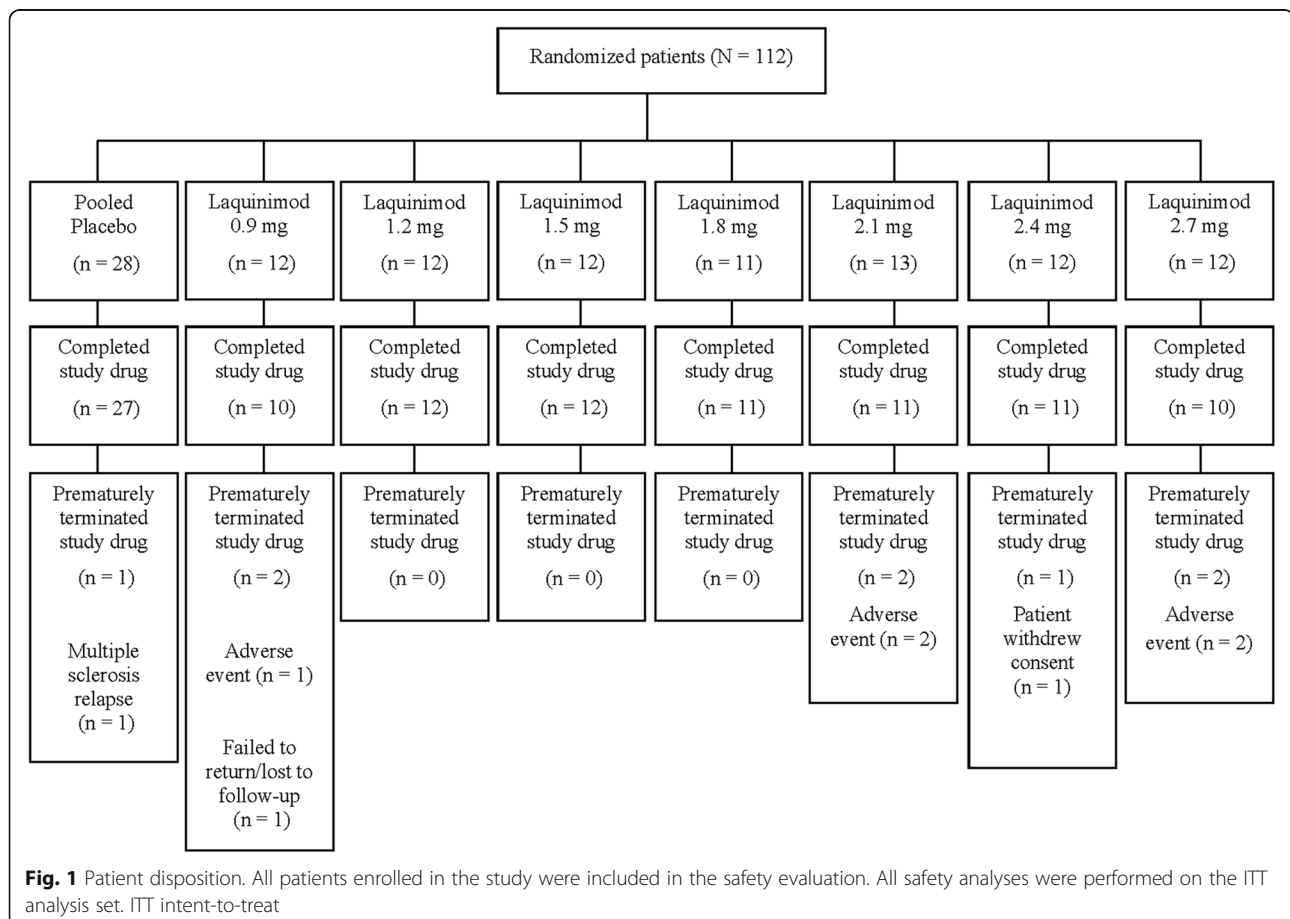 Randomized patients (N = 112)
Pooled
Placebo
(n = 28)
Laquinimod
0.9 mg
(n = 12)
Laquinimod
1.2 mg
(n = 12)
Laquinimod
1.5 mg
(n = 12)
Laquinimod
1.8 mg
(n = 11)
Laquinimod
2.1 mg
(n = 13)
Laquinimod
2.4 mg
(n = 12)
Laquinimod
2.7 mg
(n = 12)
Completed
study drug
(n = 27)
Completed
study drug
(n = 10)
Completed
study drug
(n = 12)
Completed
study drug
(n = 12)
Completed
study drug
(n = 11)
Completed
study drug
(n = 11)
Completed
study drug
(n = 11)
Completed
study drug
(n = 10)
Prematurely
terminated
study drug
(n = 1)
Multiple
sclerosis
relapse
(n = 1)
Prematurely
terminated
study drug
(n = 2)
Adverse
event (n = 1)
Failed to
return/lost to
follow-up
(n = 1)
Prematurely
terminated
study drug
(n = 0)
Prematurely
terminated
study drug
(n = 0)
Prematurely
terminated
study drug
(n = 0)
Prematurely
terminated
study drug
(n = 2)
Adverse
event (n = 2)
Prematurely
terminated
study drug
(n = 1)
Patient
withdrew
consent
(n = 1)
Prematurely
terminated
study drug
(n = 2)
Adverse
event (n = 2)
Fig. 1 Patient disposition. All patients enrolled in the study were included in the safety evaluation. All safety analyses were performed on the ITT
analysis set. ITT intent-to-treat